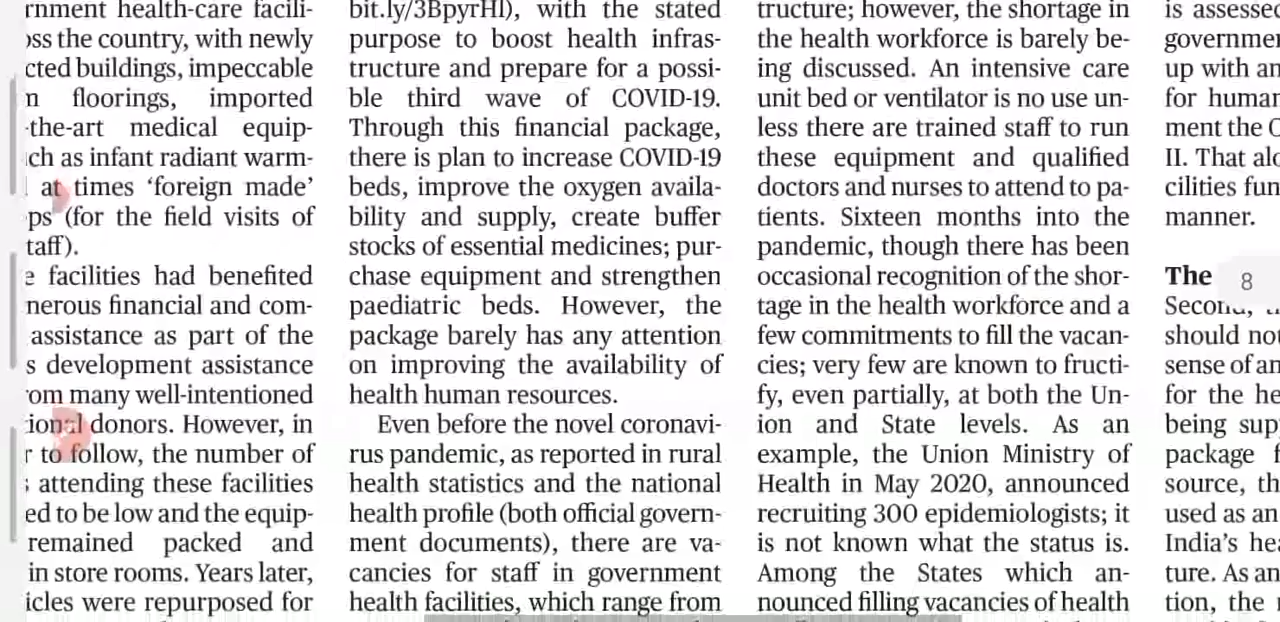 rnment health-care facili-
oss the country, with newly
cted buildings, impeccable
n floorings, imported
-the-art medical equip-
ch as infant radiant warm-
at times ‘foreign made’
ps (for the field visits of
taff).
e facilities had benefited
nerous financial and com-
assistance as part of the
s development assistance
om many well-intentioned
ional donors. However, in
r to follow, the number of
attending these facilities
ed to be low and the equip-
remained packed and
in store rooms. Years later,
icles were repurposed for
bit.ly/3BpyrHI), with the stated
purpose to boost health infras-
tructure and prepare for a possi-
ble third wave of COVID-19.
Through this financial package,
there is plan to increase COVID-19
beds, improve the oxygen availa-
bility and supply, create buffer
stocks of essential medicines; pur-
chase equipment and strengthen
paediatric beds. However, the
package barely has any attention
on improving the availability of
health human resources.
Even before the novel coronavi-
rus pandemic, as reported in rural
health statistics and the national
health profile (both official govern-
ment documents), there are va-
cancies for staff in government
health facilities, which range from
tructure; however, the shortage in
the health workforce is barely be-
ing discussed. An intensive care
unit bed or ventilator is no use un-
less there are trained staff to run
these equipment and qualified
doctors and nurses to attend to pa-
tients. Sixteen months into the
pandemic, though there has been
occasional recognition of the shor-
tage in the health workforce and a
few commitments to fill the vacan-
cies; very few are known to fructi-
fy, even partially, at both the Un-
ion and State levels. As an
example, the Union Ministry of
Health in May 2020, announced
recruiting 300 epidemiologists; it
is not known what the status is.
Among the States which an-
nounced filling vacancies of health
is assessed
governmen
up with an
for human
ment the C
II. That alo
cilities fun
manner.
The
8
Second,
should not
sense of an
for the he
being sup
package f
source, th
used as an
India’s hea
ture. As an
tion, the